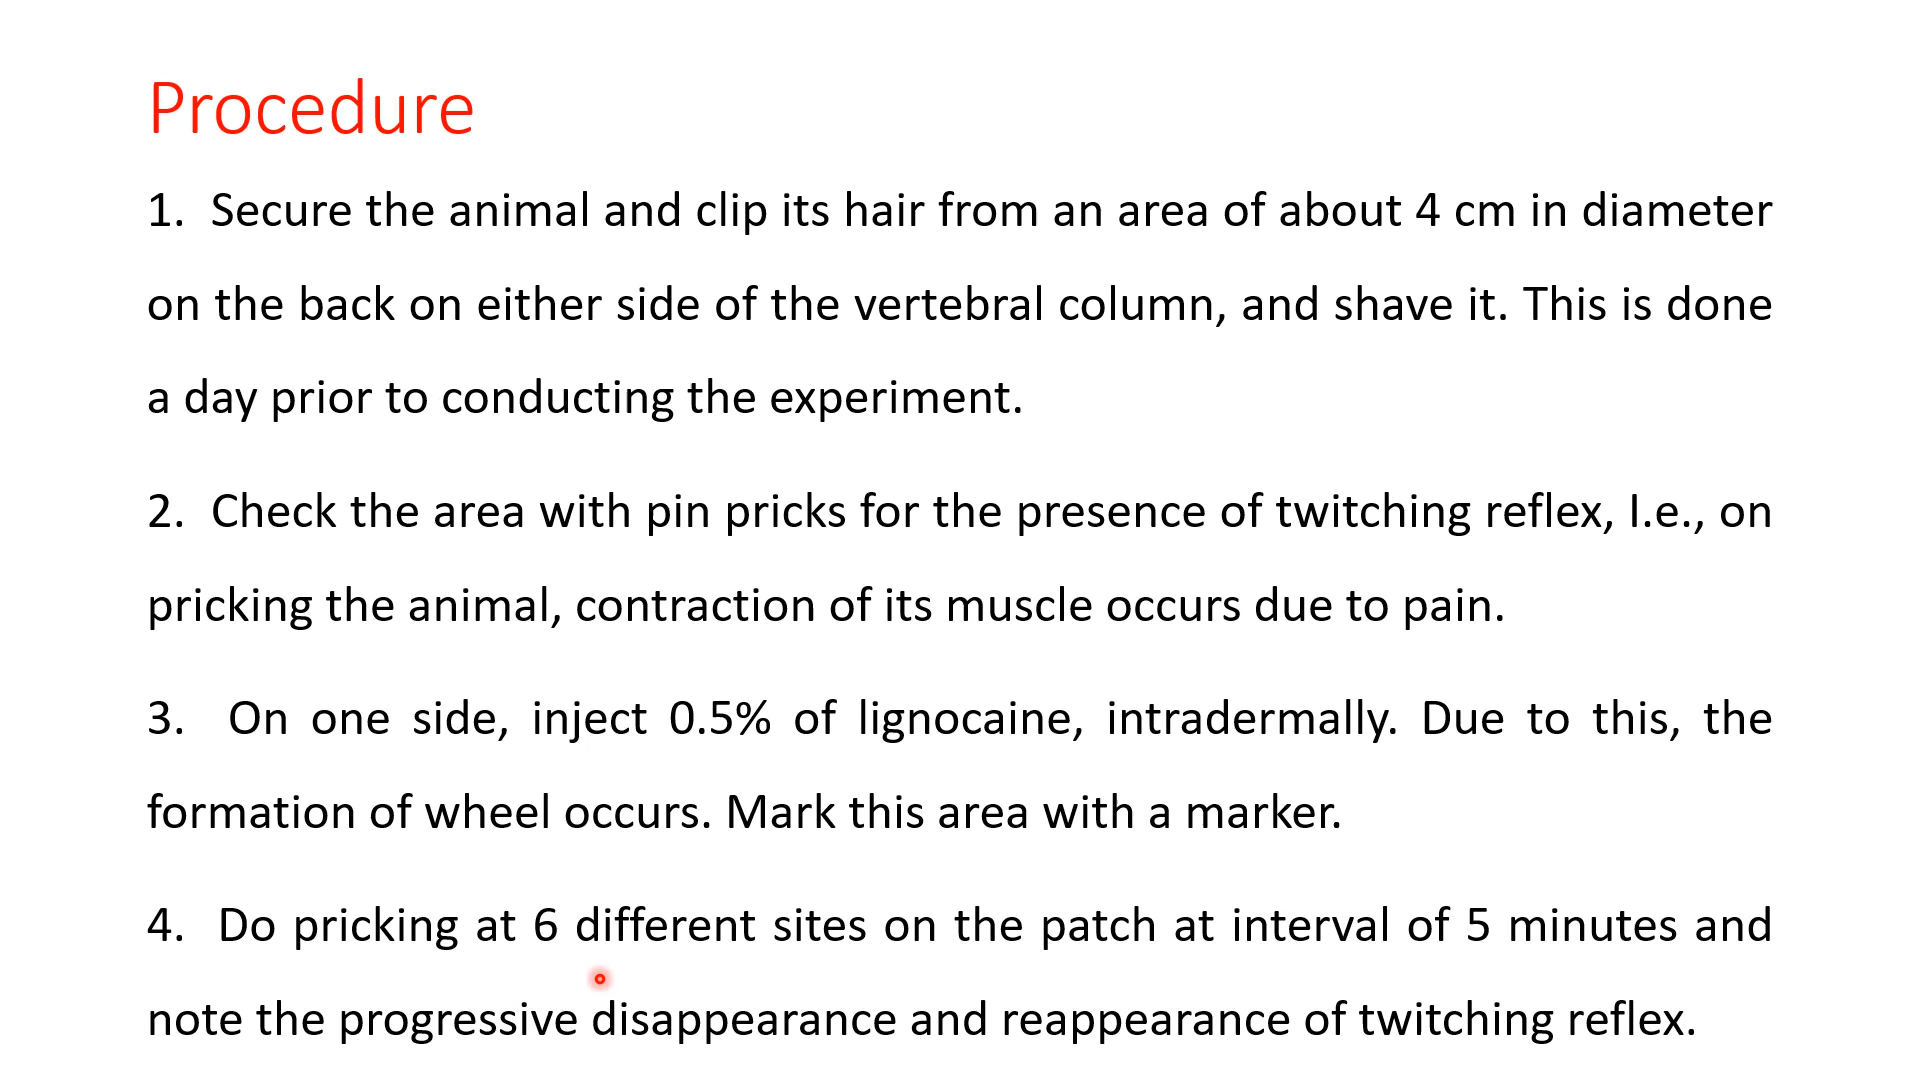 Procedure
1. Secure the animal and clip its hair from an area of about 4 cm in diameter
on the back on either side of the vertebral column, and shave it. This is done
a day prior to conducting the experiment.
2. Check the area with pin pricks for the presence of twitching reflex, I.e., on
pricking the animal, contraction of its muscle occurs due to pain.
3. On one side, inject 0.5% of lignocaine, intradermally. Due to this, the
formation of wheel occurs. Mark this area with a marker.
4. Do pricking at 6 different sites on the patch at interval of 5 minutes and
note the progressive disappearance and reappearance of twitching reflex.